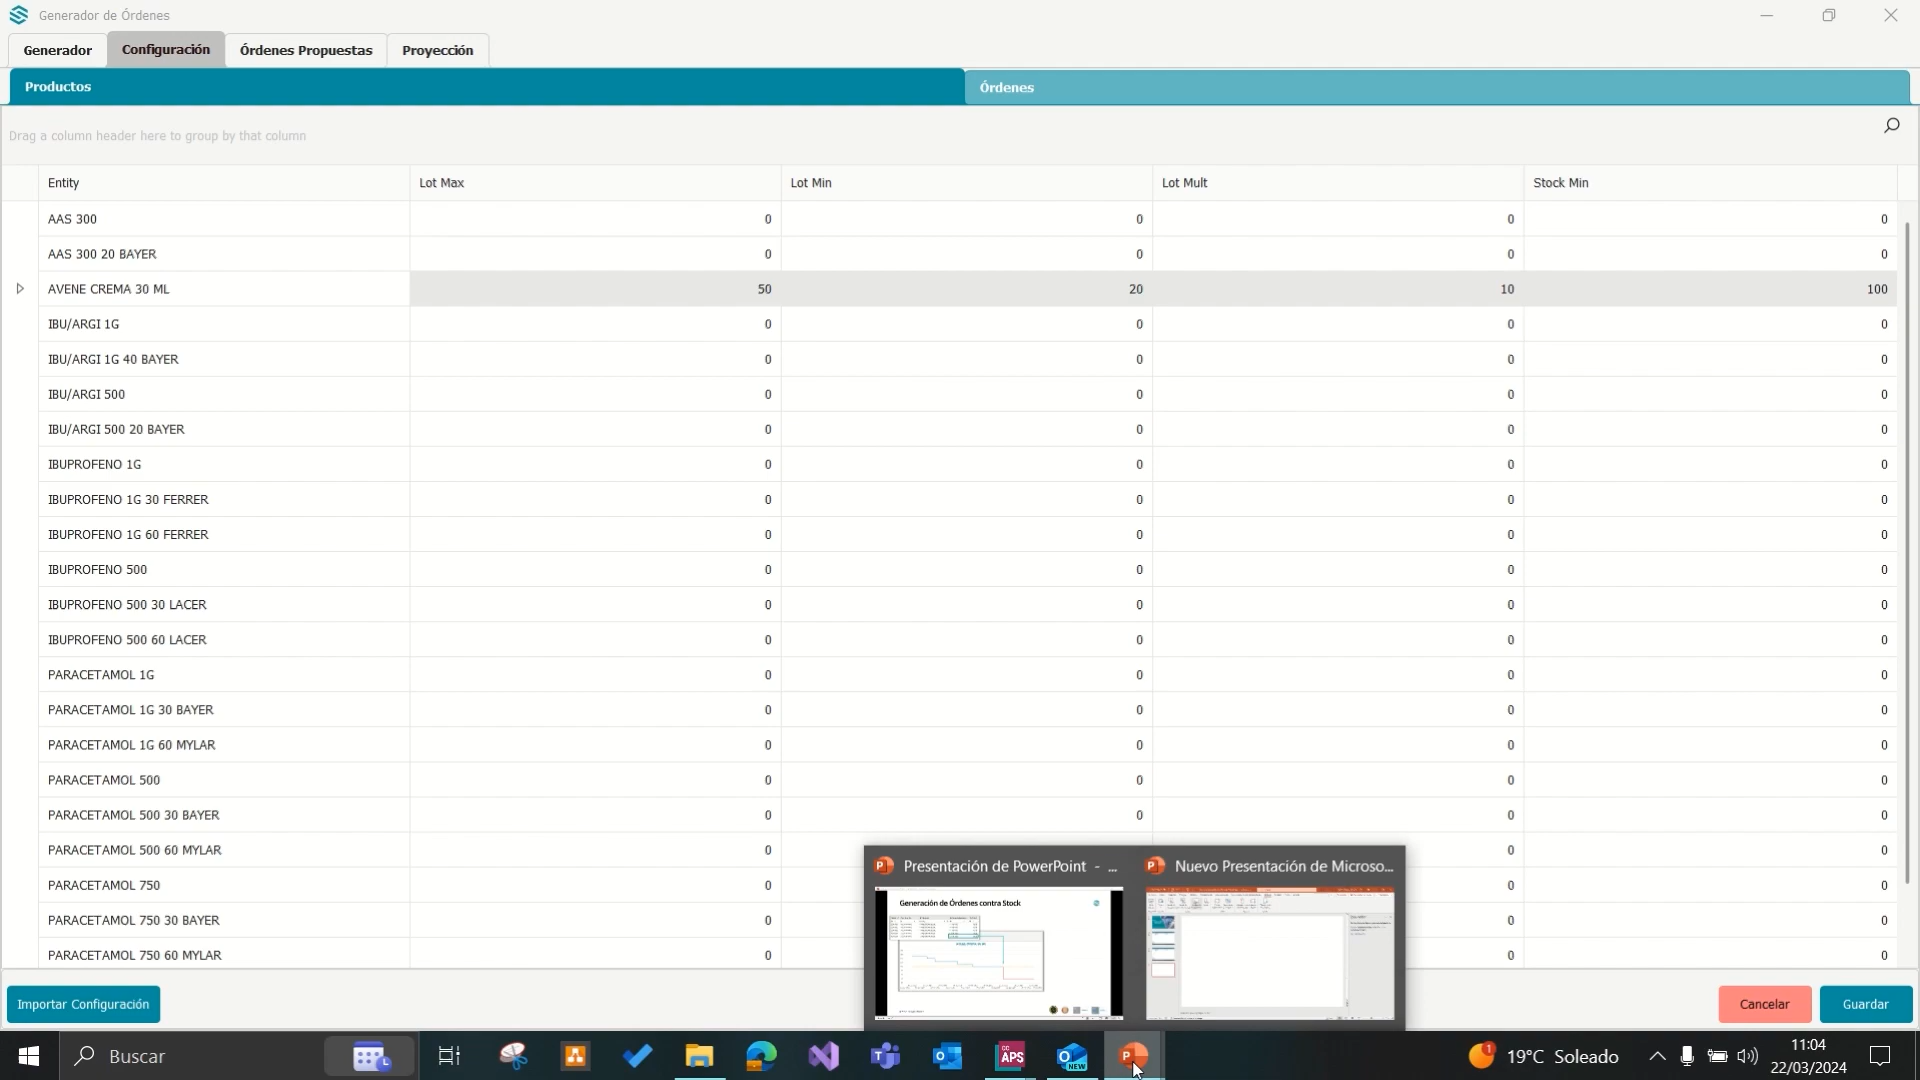 Generador de Órdenes
Generador
Configuración
Órdenes Propuestas
Proyección
Productos
Órdenes
Drag a column header here to group by that column
Entity Lot Max Lot Min Lot Mult Stock Min
AAS 300 0 0 0 0
AAS 300 20 BAYER 0 0 0 0
AVENE CREMA 30 ML 50 20 10 100
IBU/ARGI 1G 0 0 0 0
IBU/ARGI 1G 40 BAYER 0 0 0 0
IBU/ARGI 500 0 0 0 0
IBU/ARGI 500 20 BAYER 0 0 0 0
IBUPROFENO 1G 0 0 0 0
IBUPROFENO 1G 30 FERRER 0 0 0 0
IBUPROFENO 1G 60 FERRER 0 0 0 0
IBUPROFENO 500 0 0 0 0
IBUPROFENO 500 30 LACER 0 0 0 0
IBUPROFENO 500 60 LACER 0 0 0 0
PARACETAMOL 1G 0 0 0 0
PARACETAMOL 1G 30 BAYER 0 0 0 0
PARACETAMOL 1G 60 MYLAR 0 0 0 0
PARACETAMOL 500 0 0 0 0
PARACETAMOL 500 30 BAYER 0 0 0 0
PARACETAMOL 500 60 MYLAR 0 0 0
PARACETAMOL 750 0 0 0
PARACETAMOL 750 30 BAYER 0 0 0
PARACETAMOL 750 60 MYLAR 0 0 0
Presentación de PowerPoint - ...
Nuevo Presentación de Microso...
Generación de Órdenes contra Stock
Importar Configuración
Cancelar
Guardar
Buscar
CC
APS
NEW
1
19°C Soleado
11:04
22/03/2024